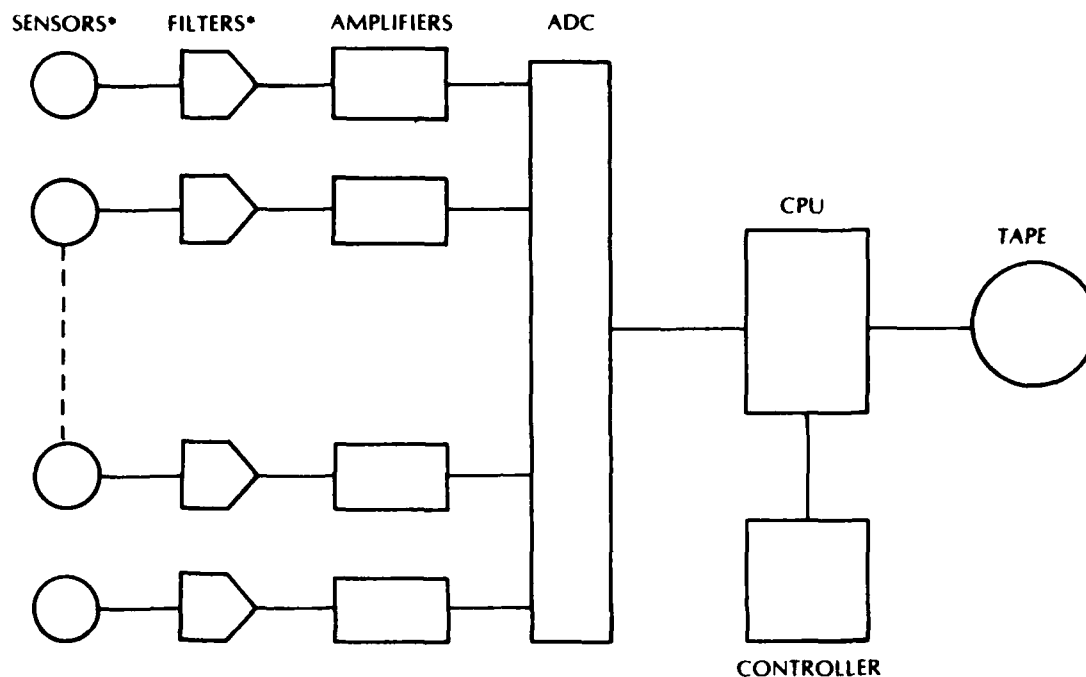 SENSORS*
FILTERS*
AMPLIFIERS
ADC
CPU
TAPE
CONTROLLER